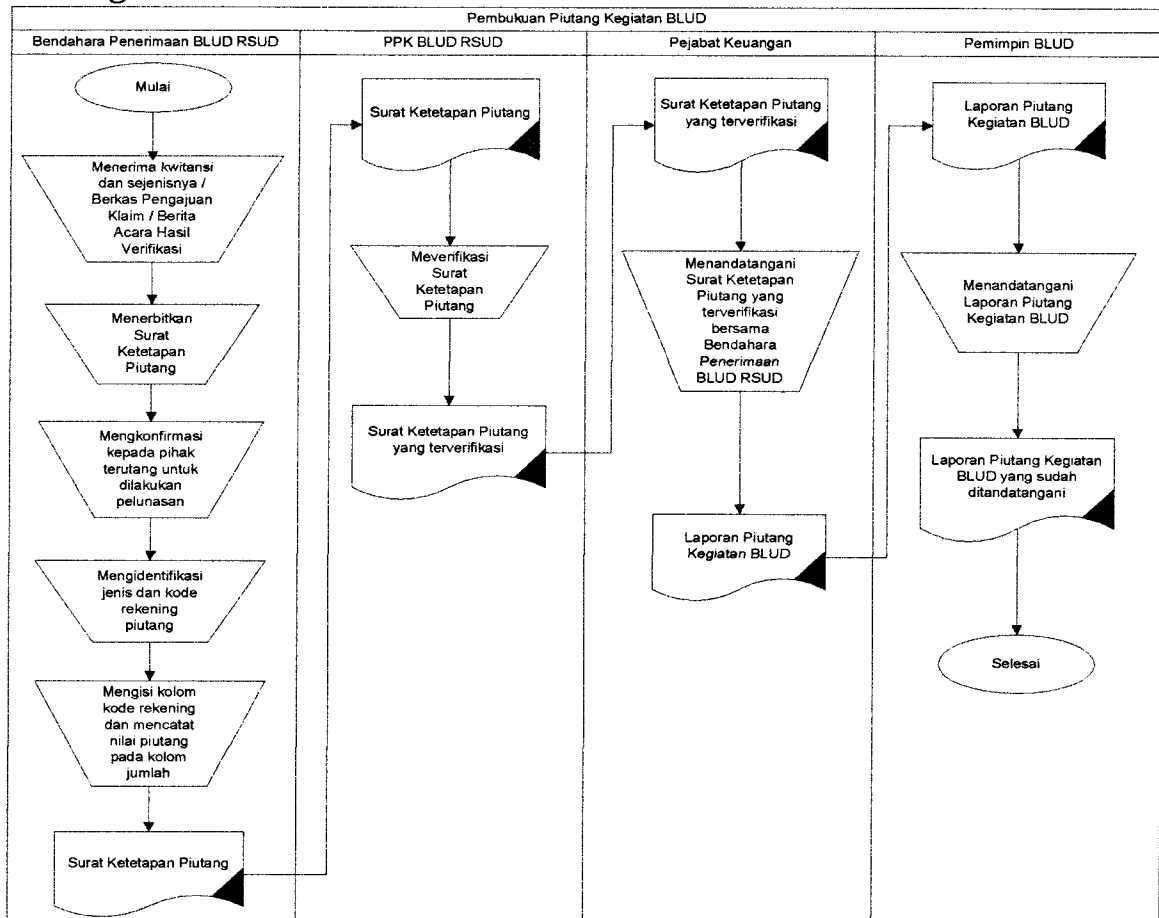 Pembukuan Piutang Kegiatan BLUD
Bendahara Penerimaan BLUD RSUD
PPK BLUD RSUD
Pejabat Keuangan
Pemimpin BLUD
Mulai
Menerima kwitansi
dan sejenisnya /
Berkas Pengajuan
Klaim / Berita
Acara Hasil
Verifikasi
Menerbitkan
Surat
Ketetapan
Piutang
Mengkonfirmasi
kepada pihak
terutang untuk
dilakukan
pelunasan
Mengidentifikasi
jenis dan kode
rekening
piutang
Mengisi kolom
kode rekening
dan mencatat
nilai piutang
pada kolom
jumlah
Surat Ketetapan Piutang
Surat Ketetapan Piutang
Meverifikasi
Surat
Ketetapan
Piutang
Surat Ketetapan Piutang
yang terverifikasi
Surat Ketetapan Piutang
yang terverifikasi
Menandatangani
Surat Ketetapan
Piutang yang
terverifikasi
bersama
Bendahara
Penerimaan
BLUD RSUD
Laporan Piutang
Kegiatan BLUD
Laporan Piutang
Kegiatan BLUD
Menandatangani
Laporan Piutang
Kegiatan BLUD
Laporan Piutang Kegiatan
BLUD yang sudah
ditandatangani
Selesai